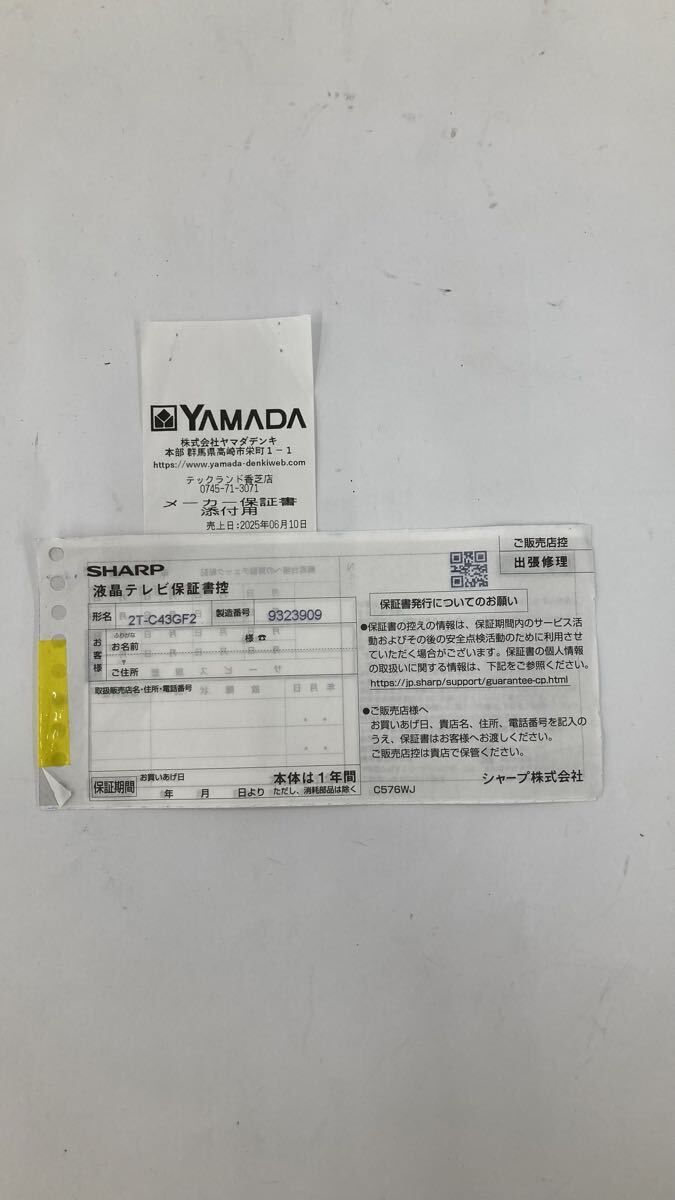 YAMADA
株式会社ヤマダデンキ
本部 群馬県高崎市栄町1-1
https://www.yamada-denkiweb.com
テックランド香芝店
0745-71-3071
メーカー保証書
添付用
売上日:2025年06月10日
ご販売店控
出張修理
SHARP
液晶テレビ保証書控
形名 2T-C43GF2 製造番号 9323909
お客様
ふりがな
お名前 様 ☎
〒
ご住所
取扱販売店名・住所・電話番号
保証期間
お買いあげ日
年 月 日より
本体は1年間
ただし、消耗部品は除く
保証書発行についてのお願い
●保証書の控えの情報は、保証期間内のサービス活
動およびその後の安全点検活動のために利用させ
ていただく場合がございます。保証書の個人情報
の取扱いに関する情報は、下記をご参照ください。
https://jp.sharp/support/guarantee-cp.html
●ご販売店様へ
お買いあげ日、貴店名、住所、電話番号を記入の
うえ、保証書はお客様へお渡しください。
ご販売店控は貴店で保管ください。
シャープ株式会社
C576WJ